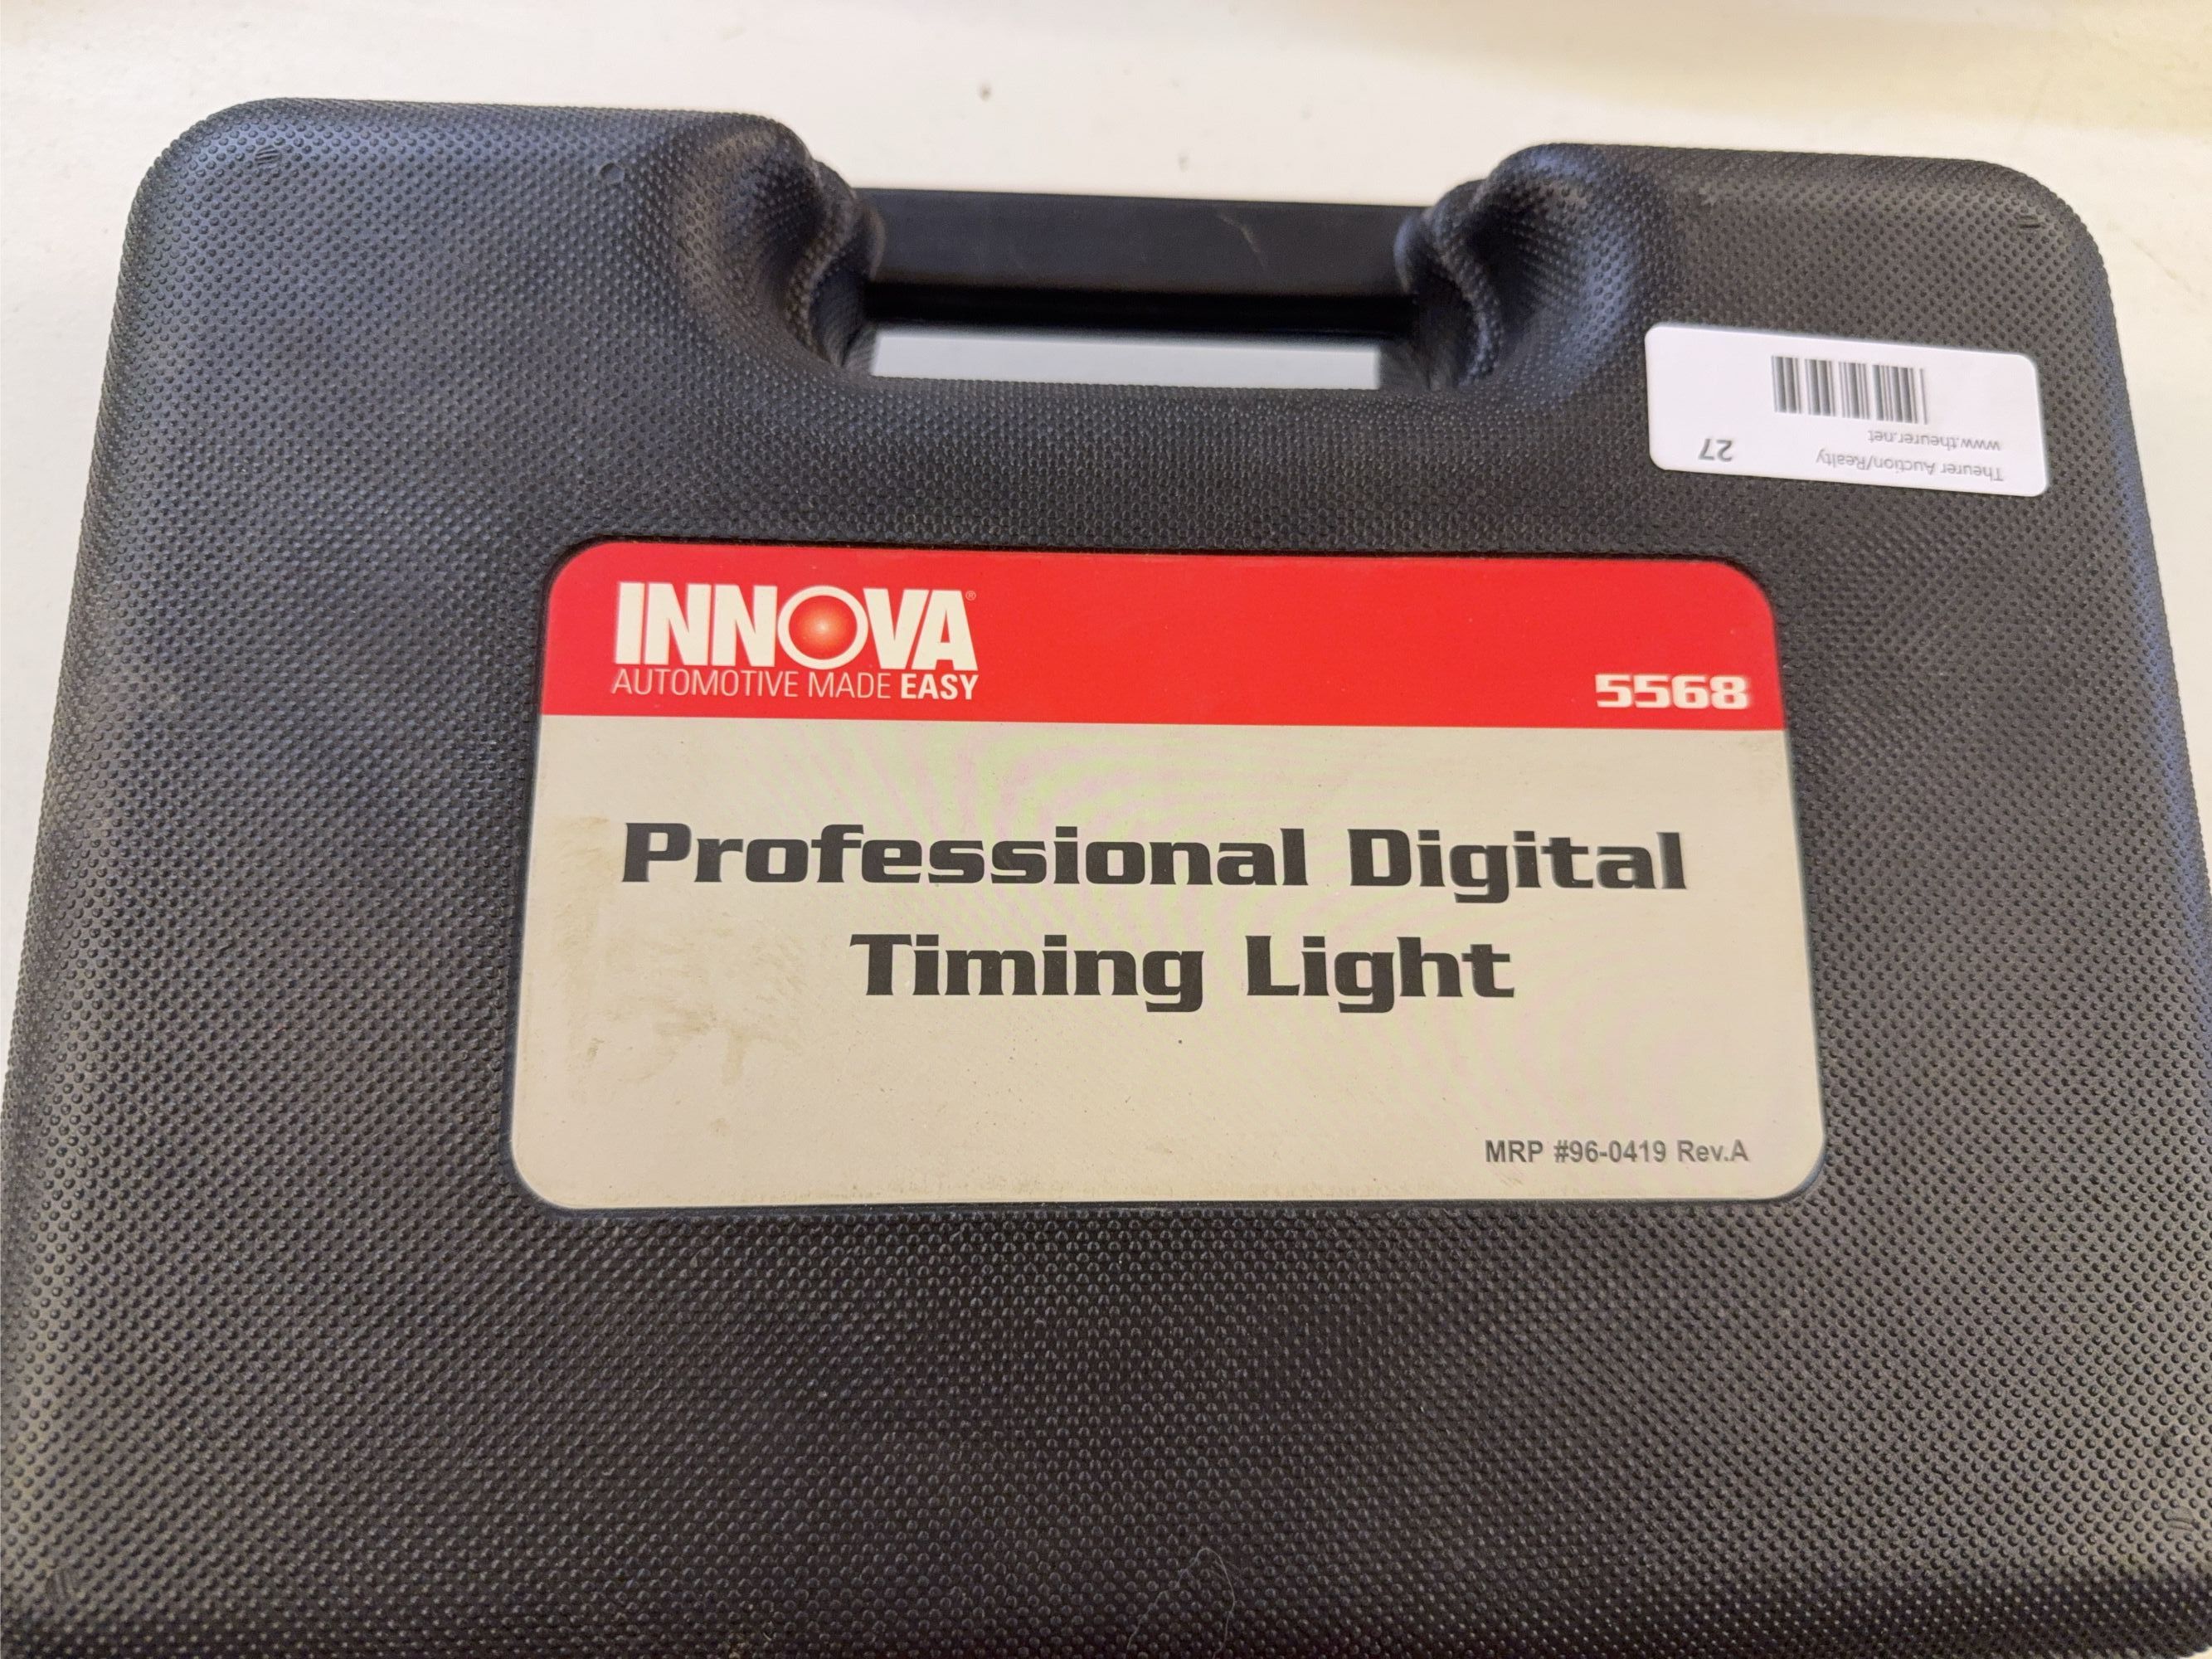 Theurer Auction/Realty
www.theurer.net
27
INNOVA®
AUTOMOTIVE MADE EASY
5568
Professional Digital
Timing Light
MRP #96-0419 Rev.A